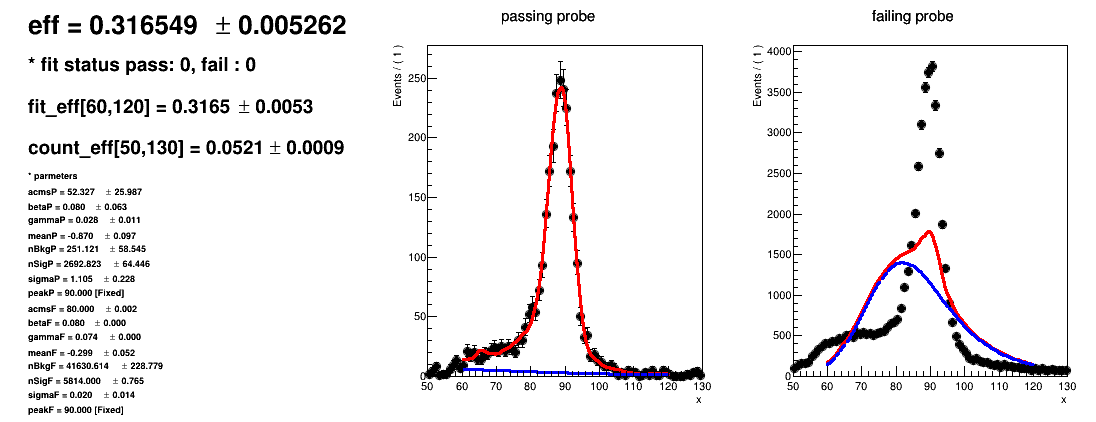 eff = 0.316549 ± 0.005262
* fit status pass: 0, fail : 0
fit_eff[60,120] = 0.3165 ± 0.0053
count_eff[50,130] = 0.0521 ± 0.0009
* parmeters
acmsP = 52.327 ± 25.987
betaP = 0.080 ± 0.063
gammaP = 0.028 ± 0.011
meanP = -0.870 ± 0.097
nBkgP = 251.121 ± 58.545
nSigP = 2692.823 ± 64.446
sigmaP = 1.105 ± 0.228
peakP = 90.000 [Fixed]
acmsF = 80.000 ± 0.002
betaF = 0.080 ± 0.000
gammaF = 0.074 ± 0.000
meanF = -0.299 ± 0.052
nBkgF = 41630.614 ± 228.779
nSigF = 5814.000 ± 0.765
sigmaF = 0.020 ± 0.014
peakF = 90.000 [Fixed]
passing probe
Events / ( 1 )
250
200
150
100
50
0
50 60 70 80 90 100 110 120 130
x
failing probe
Events / ( 1 )
4000
3500
3000
2500
2000
1500
1000
500
0
50 60 70 80 90 100 110 120 130
x